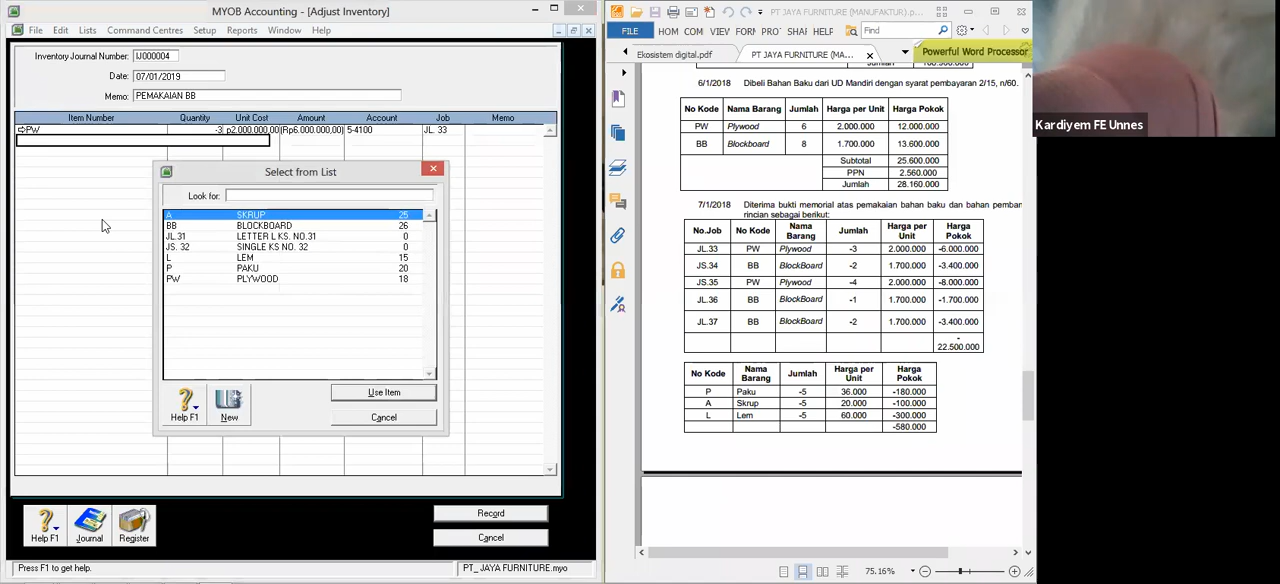 MYOB Accounting - [Adjust Inventory]
File Edit Lists Command Centres Setup Reports Window Help
Inventory Journal Number: IJ000004
Date: 07/01/2019
Memo: PEMAKAIAN BB
Item Number Quantity Unit Cost Amount Account Job Memo
PW -3 p2.000.000,00 (Rp6.000.000,00) 5-4100 JL. 33
Select from List
Look for:
A SKRUP 25
BB BLOCKBOARD 26
JL.31 LETTER L KS. NO.31 0
JS. 32 SINGLE KS NO. 32 0
L LEM 15
P PAKU 20
PW PLYWOOD 18
Help F1 New Use Item Cancel
Help F1 Journal Register Record Cancel
Press F1 to get help. PT_ JAYA FURNITURE.myo
PT JAYA FURNITURE (MANUFAKTUR).p...
FILE HOM COM VIEV FORM PRO' SHAR HELP Find
Ekosistem digital.pdf PT JAYA FURNITURE (MA... Powerful Word Processor
6/1/2018 Dibeli Bahan Baku dari UD Mandiri dengan syarat pembayaran 2/15, n/60.
No Kode Nama Barang Jumlah Harga per Unit Harga Pokok
PW Plywood 6 2.000.000 12.000.000
BB Blockboard 8 1.700.000 13.600.000
Subtotal 25.600.000
PPN 2.560.000
Jumlah 28.160.000
7/1/2018 Diterima bukti memorial atas pemakaian bahan baku dan bahan pemban
rincian sebagai berikut:
No.Job No Kode Nama Barang Jumlah Harga per Unit Harga Pokok
JL.33 PW Plywood -3 2.000.000 -6.000.000
JS.34 BB BlockBoard -2 1.700.000 -3.400.000
JS.35 PW Plywood -4 2.000.000 -8.000.000
JL.36 BB BlockBoard -1 1.700.000 -1.700.000
JL.37 BB BlockBoard -2 1.700.000 -3.400.000
-
22.500.000
No Kode Nama Barang Jumlah Harga per Unit Harga Pokok
P Paku -5 36.000 -180.000
A Skrup -5 20.000 -100.000
L Lem -5 60.000 -300.000
-580.000
75.16%
Kardiyem FE Unnes